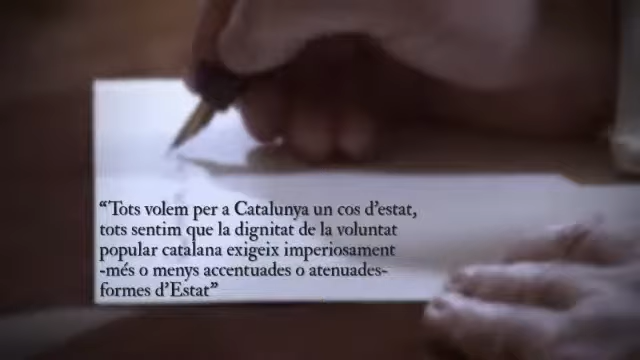 “Tots volem per a Catalunya un cos d’estat,
tots sentim que la dignitat de la voluntat
popular catalana exigeix imperiosament
-més o menys accentuades o atenuades-
formes d’Estat”